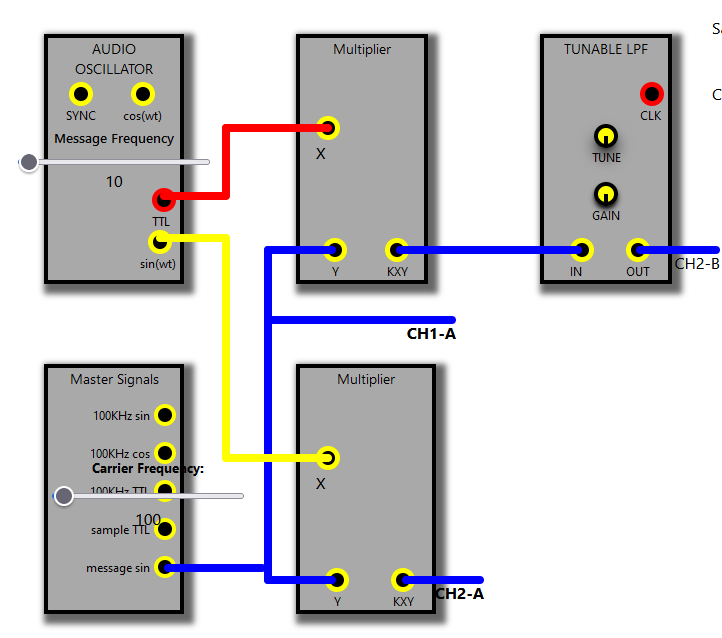 AUDIO
OSCILLATOR
SYNC
cos(wt)
Message Frequency
10
TTL
sin(wt)
Multiplier
X
Y
KXY
TUNABLE LPF
CLK
TUNE
GAIN
IN
OUT
CH2-B
CH1-A
Master Signals
100KHz sin
100KHz cos
Carrier Frequency:
100KHz TTL
100
sample TTL
message sin
Multiplier
X
Y
KXY
CH2-A